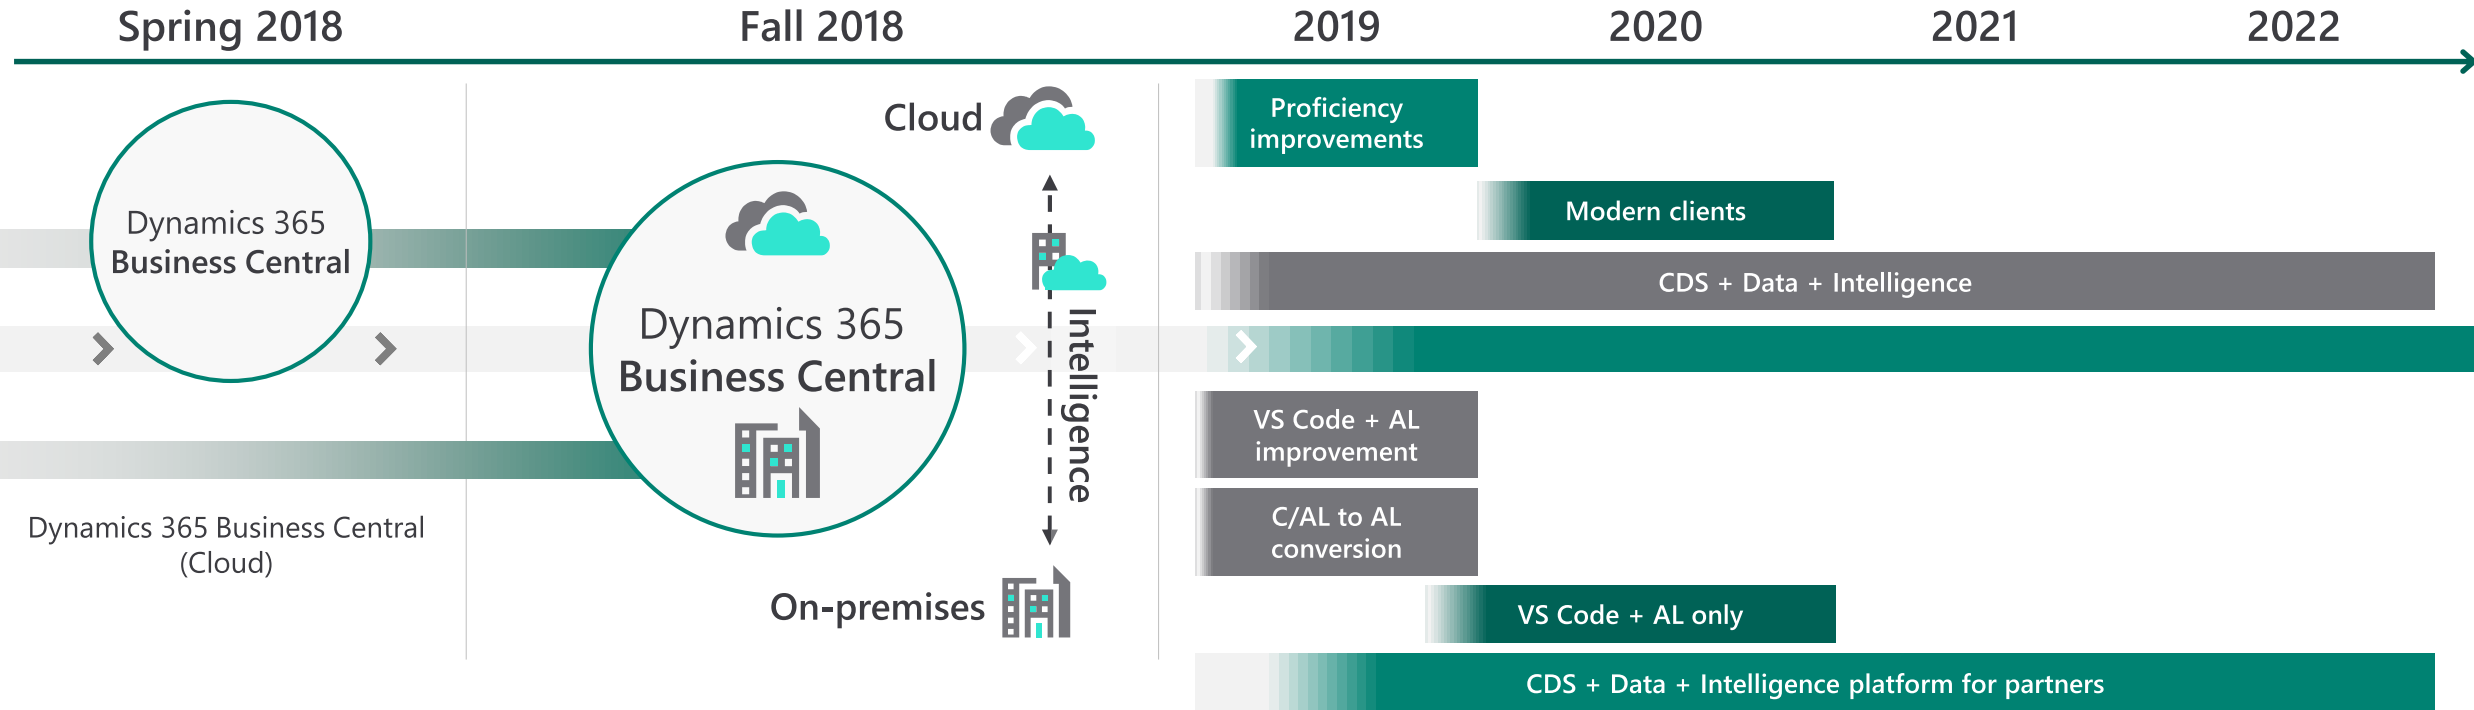 Spring 2018
Fall 2018
2019
2020
2021
2022
Dynamics 365
Business Central
Dynamics 365 Business Central
(Cloud)
Dynamics 365
Business Central
Cloud
Intelligence
On-premises
Proficiency
improvements
Modern clients
CDS + Data + Intelligence
VS Code + AL
improvement
C/AL to AL
conversion
VS Code + AL only
CDS + Data + Intelligence platform for partners